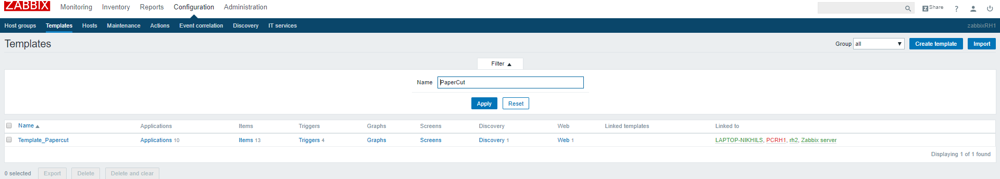 ZABBIX Monitoring Inventory Reports Configuration Administration Share ?
Host groups Templates Hosts Maintenance Actions Event correlation Discovery IT services zabbixRH1
Templates Group all Create template Import
Filter
Name PaperCut
Apply Reset
Name Applications Items Triggers Graphs Screens Discovery Web Linked templates Linked to
Template_Papercut Applications 10 Items 13 Triggers 4 Graphs Screens Discovery 1 Web 1 LAPTOP-NIKHILS, PCRH1, rh2, Zabbix server
Displaying 1 of 1 found
0 selected Export Delete Delete and clear